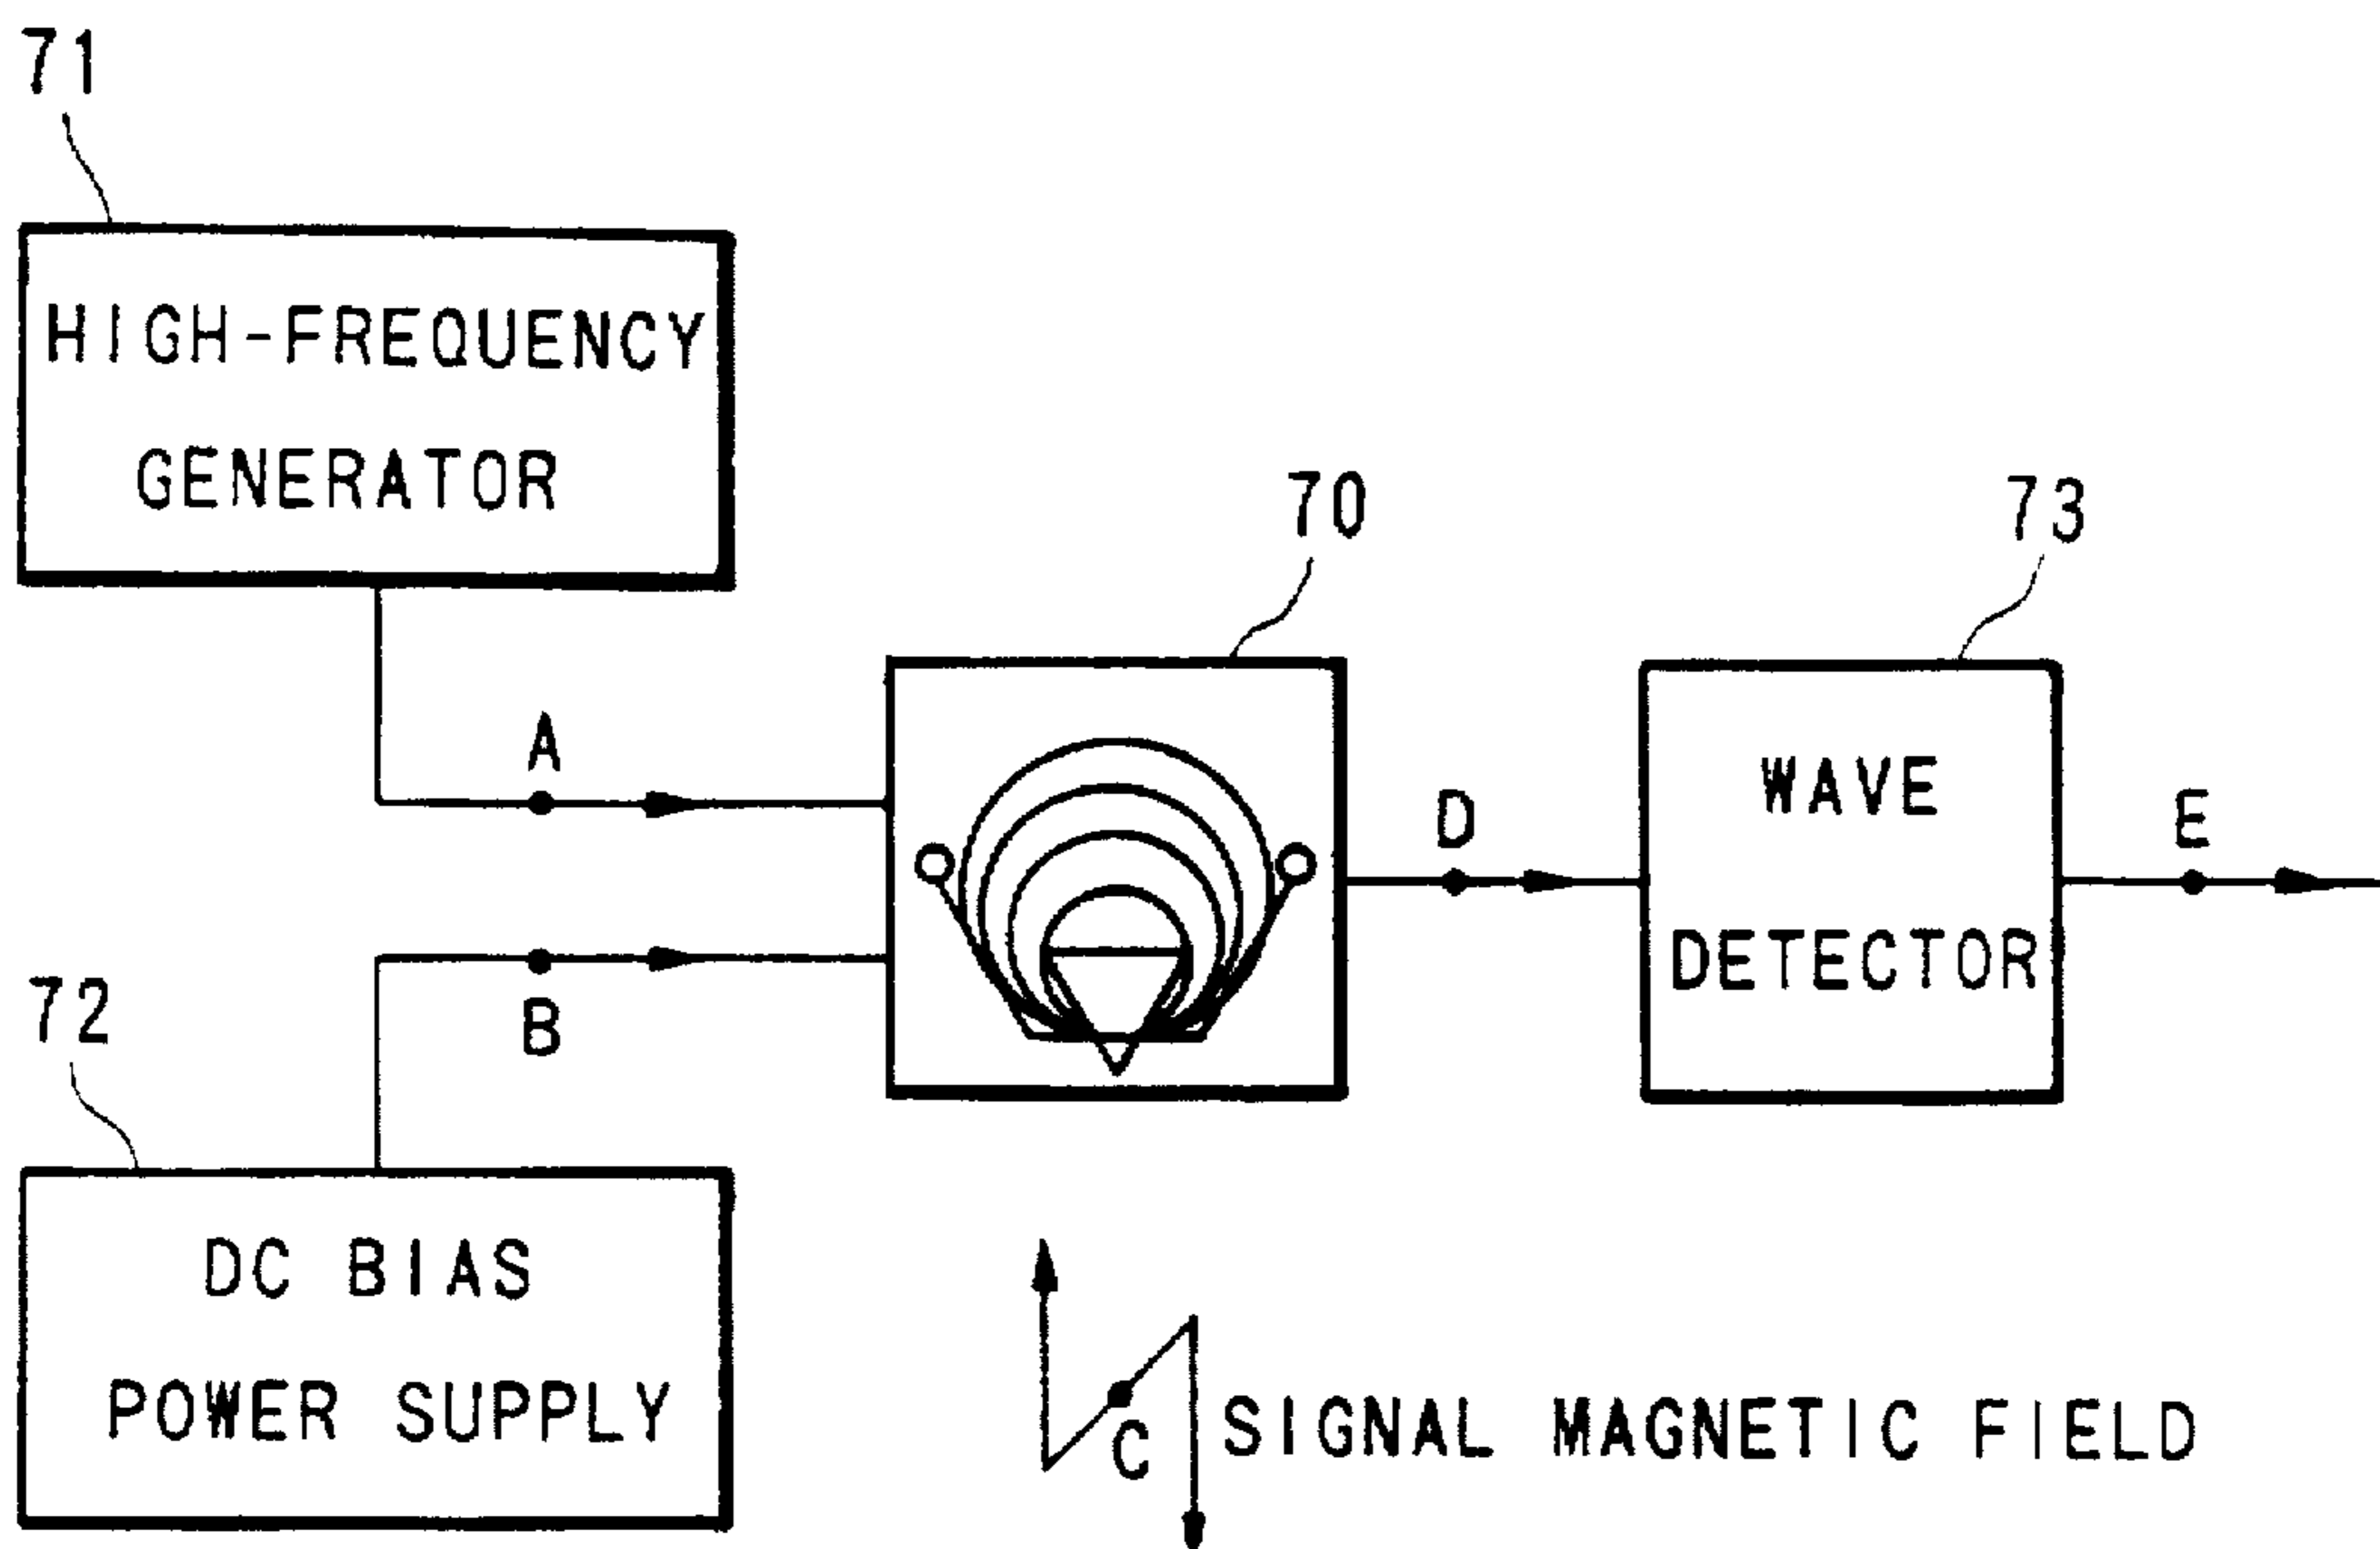 71
HIGH-FREQUENCY
GENERATOR
70
73
A
D
E
WAVE
DETECTOR
B
72
DC BIAS
POWER SUPPLY
C
SIGNAL MAGNETIC FIELD